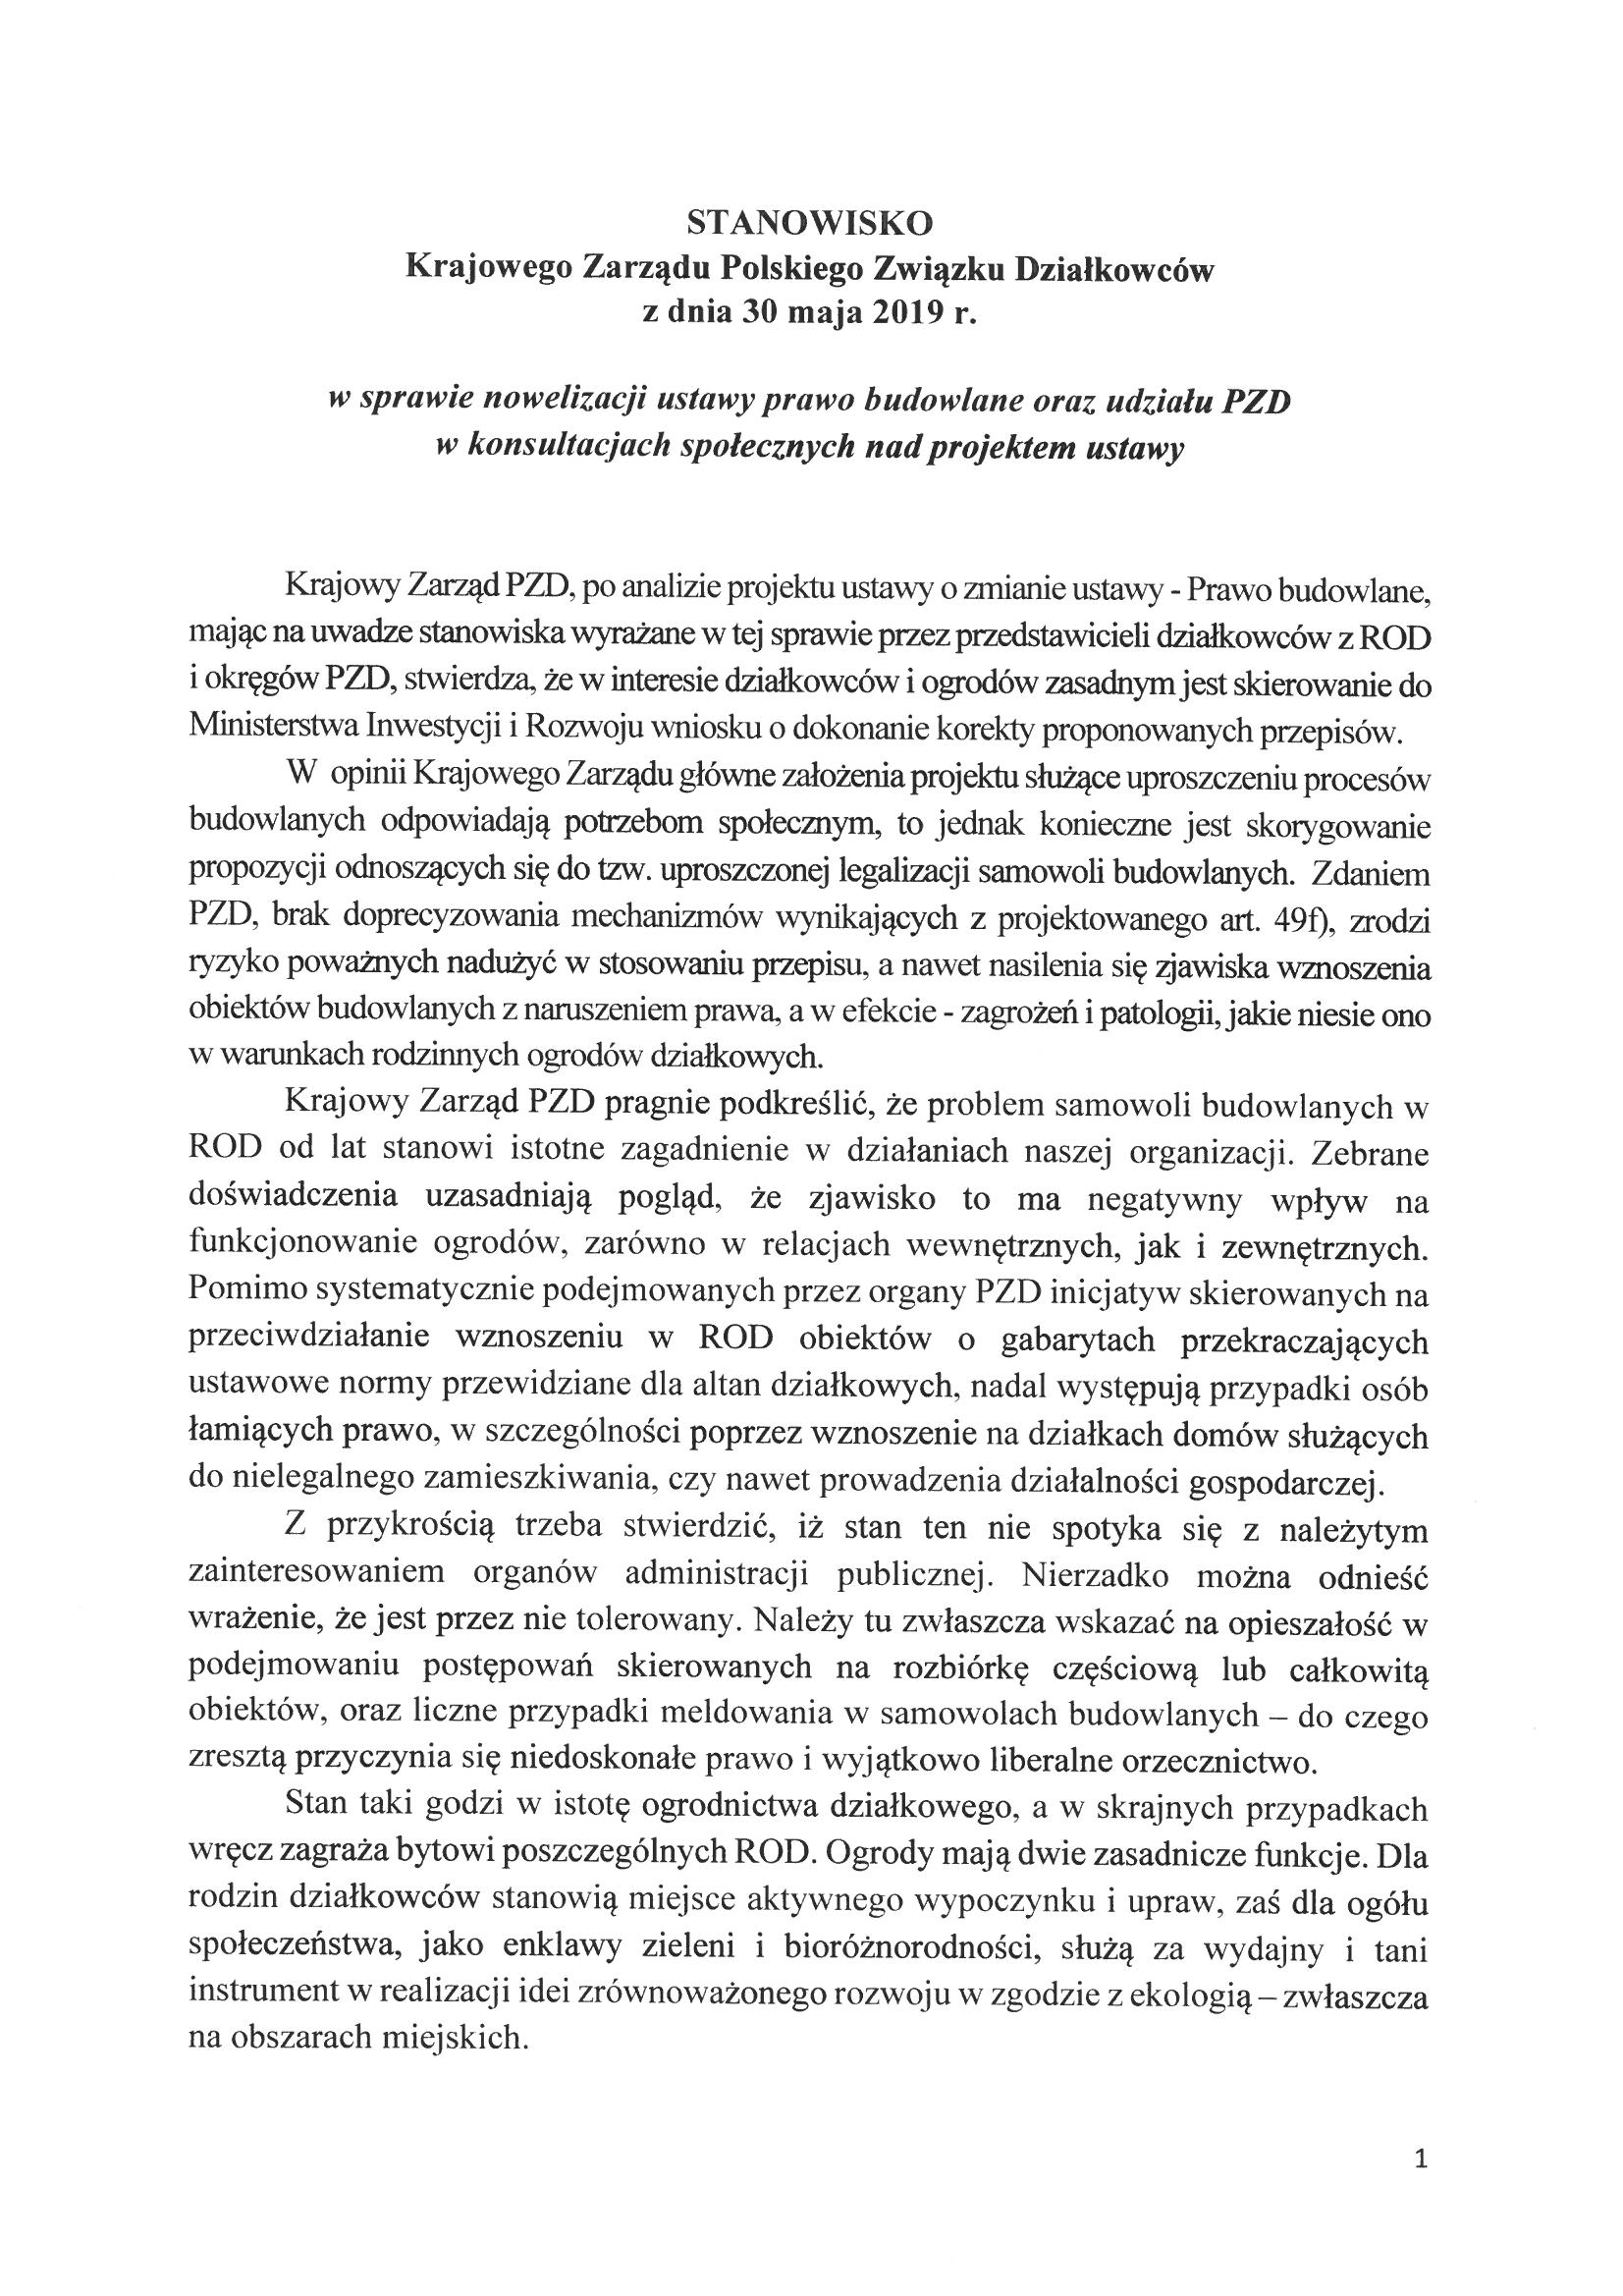 STANOWISKO
Krajowego Zarządu Polskiego Związku Działkowców
z dnia 30 maja 2019 r.
w sprawie nowelizacji ustawy prawo budowlane oraz udziału PZD
w konsultacjach społecznych nad projektem ustawy
Krajowy Zarząd PZD, po analizie projektu ustawy o zmianie ustawy - Prawo budowlane,
mając na uwadze stanowiska wyrażane w tej sprawie przez przedstawicieli działkowców z ROD
i okręgów PZD, stwierdza, że w interesie działkowców i ogrodów zasadnym jest skierowanie do
Ministerstwa Inwestycji i Rozwoju wniosku o dokonanie korekty proponowanych przepisów.
W opinii Krajowego Zarządu główne założenia projektu służące uproszczeniu procesów
budowlanych odpowiadają potrzebom społecznym, to jednak konieczne jest skorygowanie
propozycji odnoszących się do tzw. uproszczonej legalizacji samowoli budowlanych. Zdaniem
PZD, brak doprecyzowania mechanizmów wynikających z projektowanego art. 49f), zrodzi
ryzyko poważnych nadużyć w stosowaniu przepisu, a nawet nasilenia się zjawiska wznoszenia
obiektów budowlanych z naruszeniem prawa, a w efekcie - zagrożeń i patologii, jakie niesie ono
w warunkach rodzinnych ogrodów działkowych.
Krajowy Zarząd PZD pragnie podkreślić, że problem samowoli budowlanych w
ROD od lat stanowi istotne zagadnienie w działaniach naszej organizacji. Zebrane
doświadczenia uzasadniają pogląd, że zjawisko to ma negatywny wpływ na
funkcjonowanie ogrodów, zarówno w relacjach wewnętrznych, jak i zewnętrznych.
Pomimo systematycznie podejmowanych przez organy PZD inicjatyw skierowanych na
przeciwdziałanie wznoszeniu w ROD obiektów o gabarytach przekraczających
ustawowe normy przewidziane dla altan działkowych, nadal występują przypadki osób
łamiących prawo, w szczególności poprzez wznoszenie na działkach domów służących
do nielegalnego zamieszkiwania, czy nawet prowadzenia działalności gospodarczej.
Z przykrością trzeba stwierdzić, iż stan ten nie spotyka się z należytym
zainteresowaniem organów administracji publicznej. Nierzadko można odnieść
wrażenie, że jest przez nie tolerowany. Należy tu zwłaszcza wskazać na opieszałość w
podejmowaniu postępowań skierowanych na rozbiórkę częściową lub całkowitą
obiektów, oraz liczne przypadki meldowania w samowolach budowlanych – do czego
zresztą przyczynia się niedoskonałe prawo i wyjątkowo liberalne orzecznictwo.
Stan taki godzi w istotę ogrodnictwa działkowego, a w skrajnych przypadkach
wręcz zagraża bytowi poszczególnych ROD. Ogrody mają dwie zasadnicze funkcje. Dla
rodzin działkowców stanowią miejsce aktywnego wypoczynku i upraw, zaś dla ogółu
społeczeństwa, jako enklawy zieleni i bioróżnorodności, służą za wydajny i tani
instrument w realizacji idei zrównoważonego rozwoju w zgodzie z ekologią – zwłaszcza
na obszarach miejskich.
1